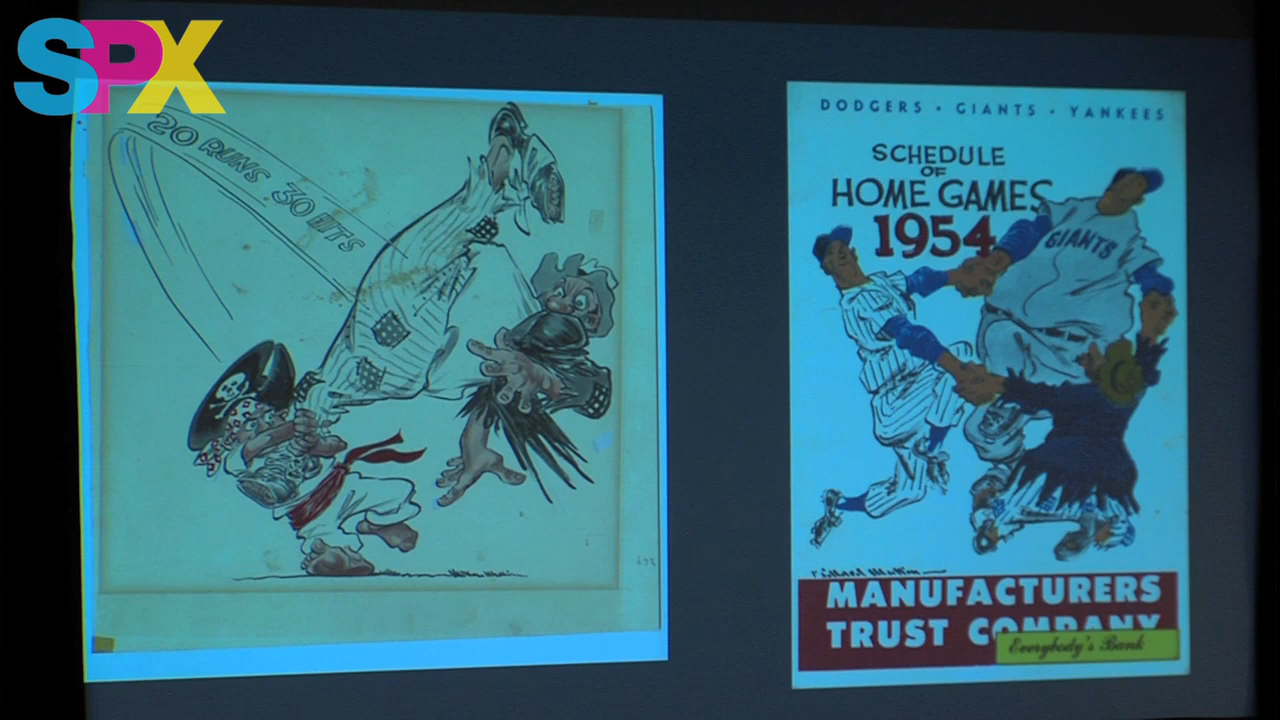 SPX
20 RUNS 30 HITS
DODGERS · GIANTS · YANKEES
SCHEDULE
OF
HOME GAMES
1954
GIANTS
MANUFACTURERS
TRUST COMPANY
Everybody's Bank